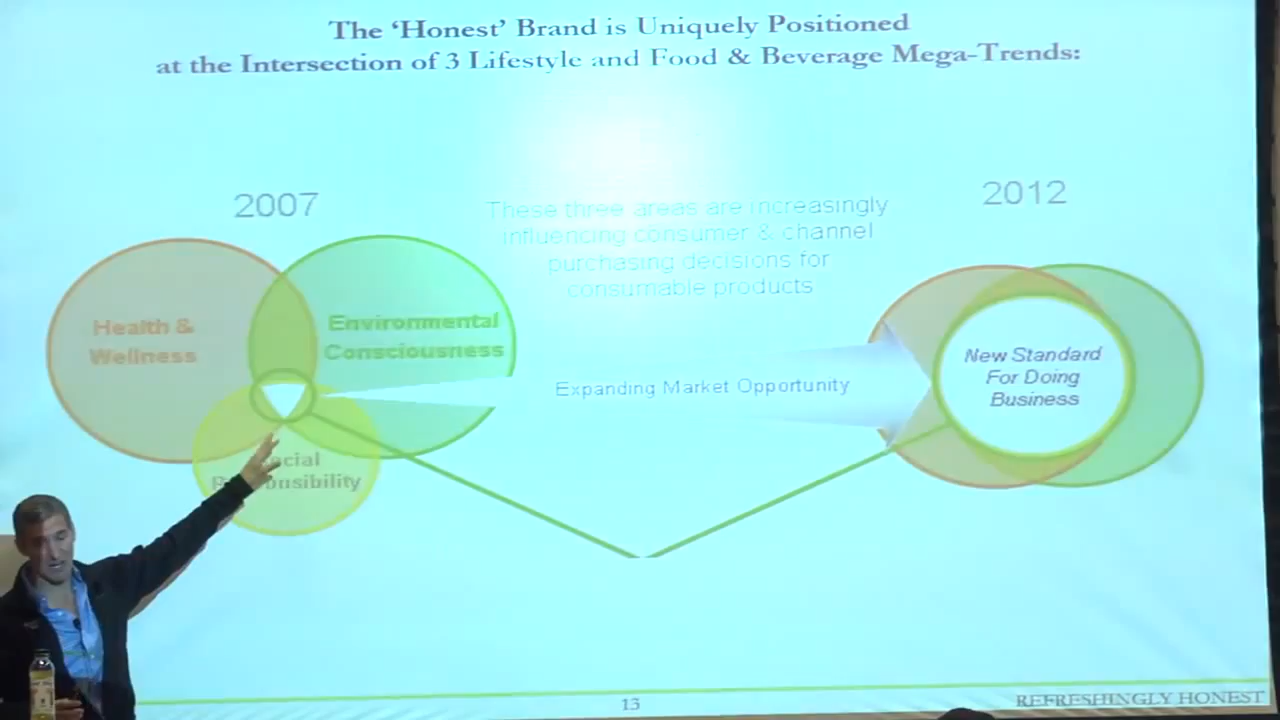 The ‘Honest’ Brand is Uniquely Positioned
at the Intersection of 3 Lifestyle and Food & Beverage Mega-Trends:
2007
These three areas are increasingly
influencing consumer & channel
purchasing decisions for
consumable products
2012
Health &
Wellness
Environmental
Consciousness
Expanding Market Opportunity
New Standard
For Doing
Business
13
REFRESHINGLY HONEST